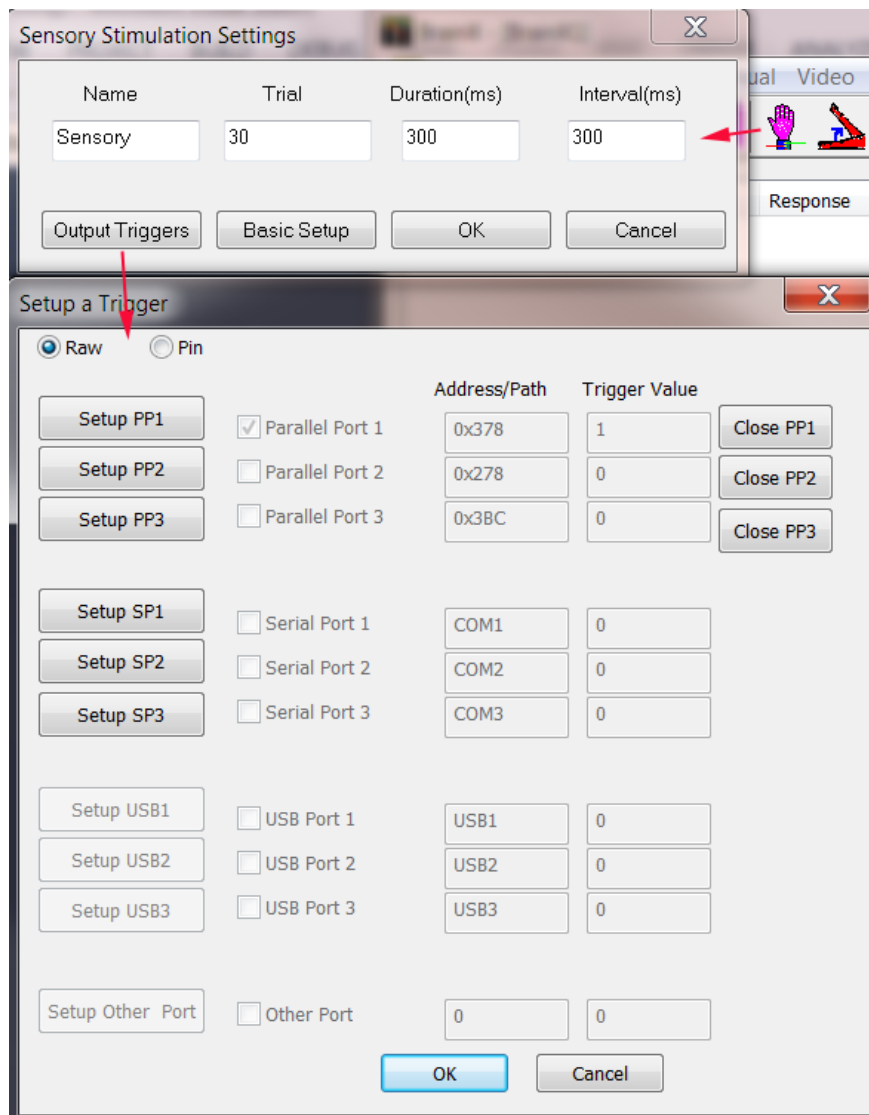 Sensory Stimulation Settings
ual Video
Name Trial Duration(ms) Interval(ms)
Sensory 30 300 300
Response
Output Triggers Basic Setup OK Cancel
Setup a Trigger
Raw Pin
Address/Path Trigger Value
Setup PP1 Parallel Port 1 0x378 1 Close PP1
Setup PP2 Parallel Port 2 0x278 0 Close PP2
Setup PP3 Parallel Port 3 0x3BC 0 Close PP3
Setup SP1 Serial Port 1 COM1 0
Setup SP2 Serial Port 2 COM2 0
Setup SP3 Serial Port 3 COM3 0
Setup USB1 USB Port 1 USB1 0
Setup USB2 USB Port 2 USB2 0
Setup USB3 USB Port 3 USB3 0
Setup Other Port Other Port 0 0
OK Cancel